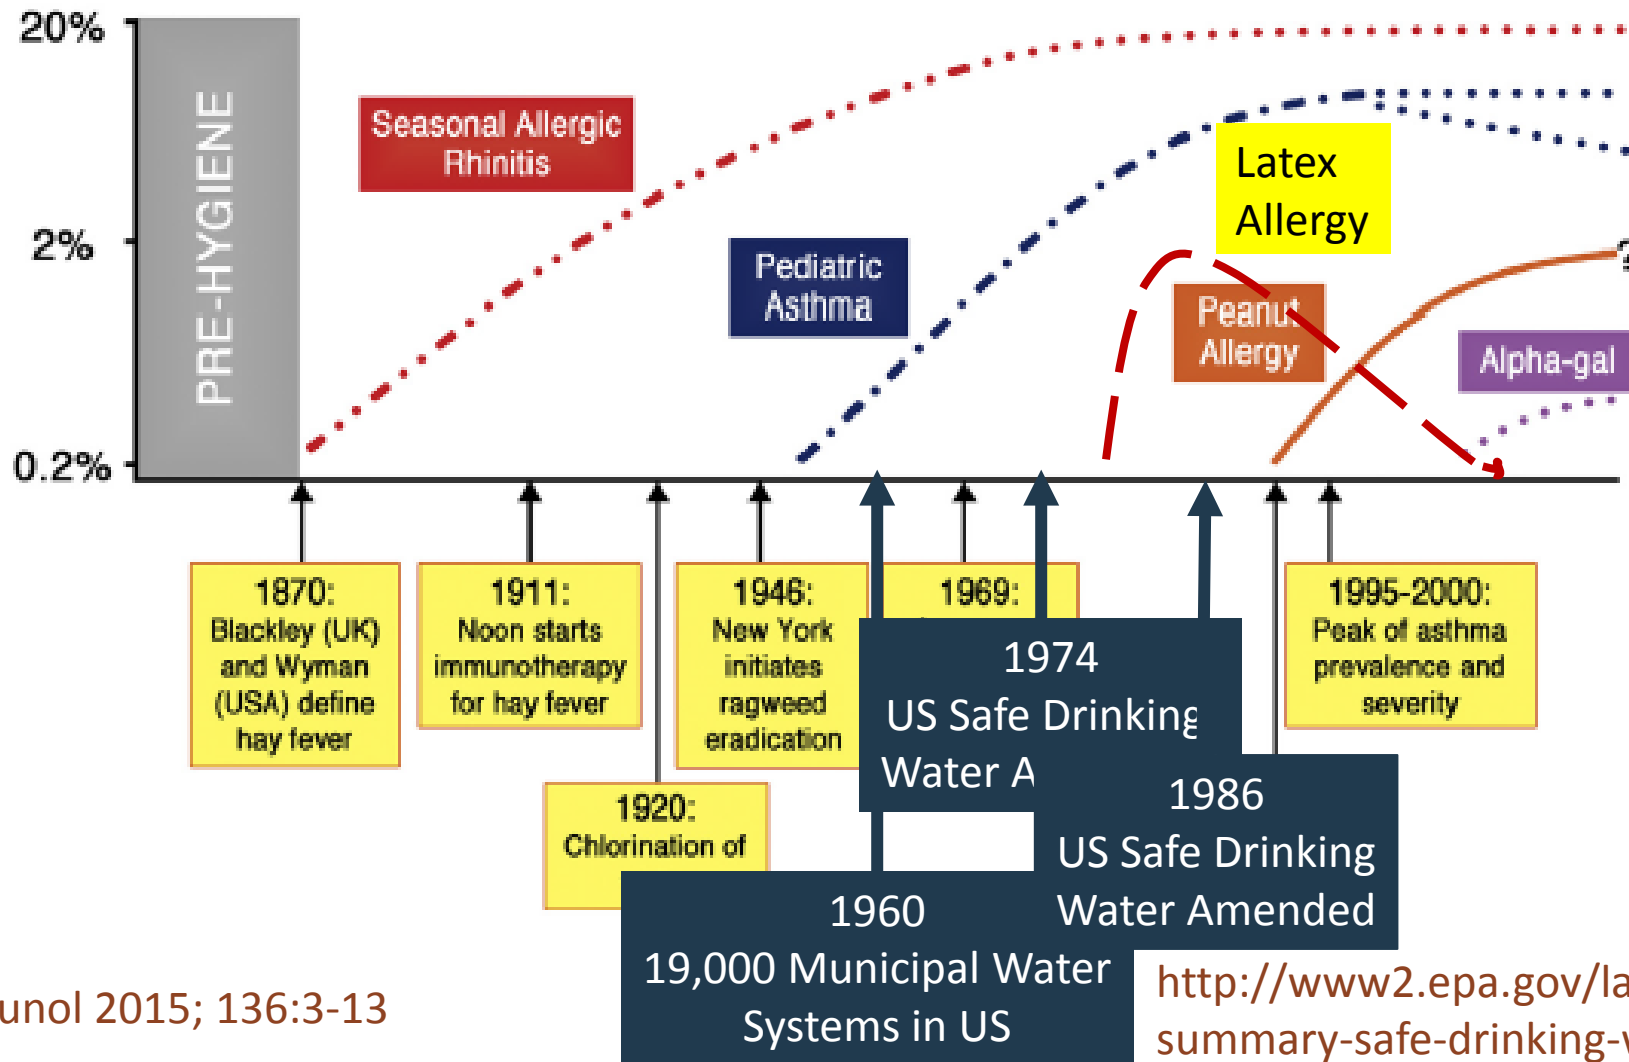 20%
2%
0.2%
PRE-HYGIENE
Seasonal Allergic
Rhinitis
Pediatric
Asthma
Latex
Allergy
Peanut
Allergy
Alpha-gal
?
1870:
Blackley (UK)
and Wyman
(USA) define
hay fever
1911:
Noon starts
immunotherapy
for hay fever
1920:
Chlorination of
1946:
New York
initiates
ragweed
eradication
1969:
1995-2000:
Peak of asthma
prevalence and
severity
1974
US Safe Drinking
Water A
1986
US Safe Drinking
Water Amended
1960
19,000 Municipal Water
Systems in US
unol 2015; 136:3-13
http://www2.epa.gov/la
summary-safe-drinking-w